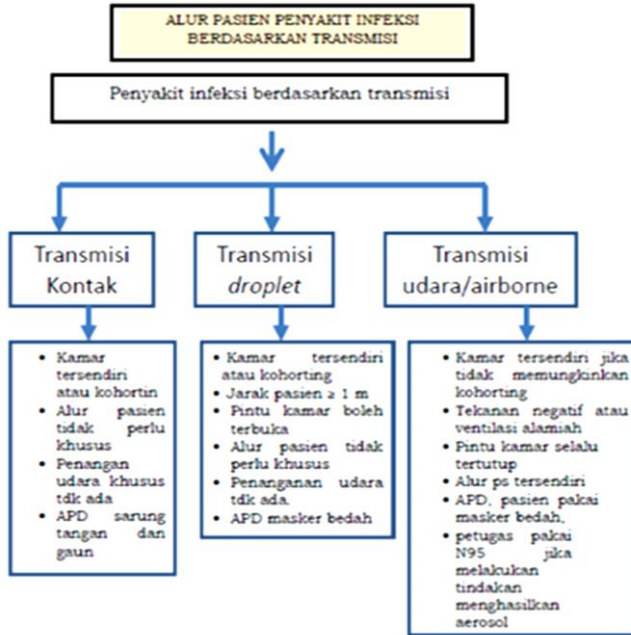 ALUR PASIEN PENYAKIT INFEKSI
BERDASARKAN TRANSMISI
Penyakit infeksi berdasarkan transmisi
Transmisi
Kontak
• Kamar
tersendiri
atau kohortin
• Alur pasien
tidak perlu
khusus
• Penangan
udara khusus
tdk ada
• APD sarung
tangan dan
gaun
Transmisi
droplet
• Kamar tersendiri
atau kohorting
• Jarak pasien ≥ 1 m
• Pintu kamar boleh
terbuka
• Alur pasien tidak
perlu khusus
• Penanganan udara
tdk ada.
• APD masker bedah
Transmisi
udara/airborne
• Kamar tersendiri jika
tidak memungkinkan
kohorting
• Tekanan negatif atau
ventilasi alamiah
• Pintu kamar selalu
tertutup
• Alur ps tersendiri
• APD, pasien pakai
masker bedah,
• petugas pakai
N95 jika
melakukan
tindakan
menghasilkan
aerosol